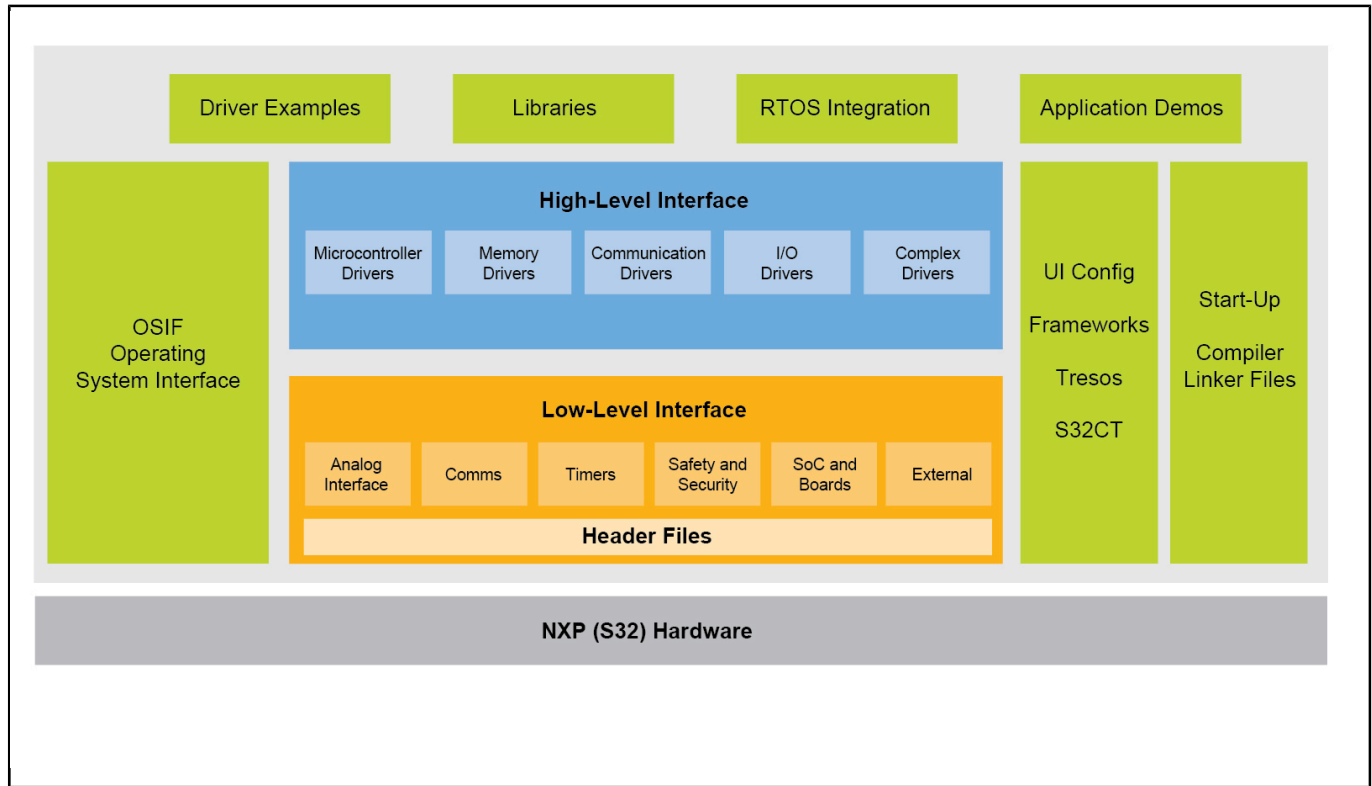 Driver Examples
Libraries
RTOS Integration
Application Demos
OSIF
Operating
System Interface
High-Level Interface
Microcontroller
Drivers
Memory
Drivers
Communication
Drivers
I/O
Drivers
Complex
Drivers
Low-Level Interface
Analog
Interface
Comms
Timers
Safety and
Security
SoC and
Boards
External
Header Files
UI Config
Frameworks
Tresos
S32CT
Start-Up
Compiler
Linker Files
NXP (S32) Hardware